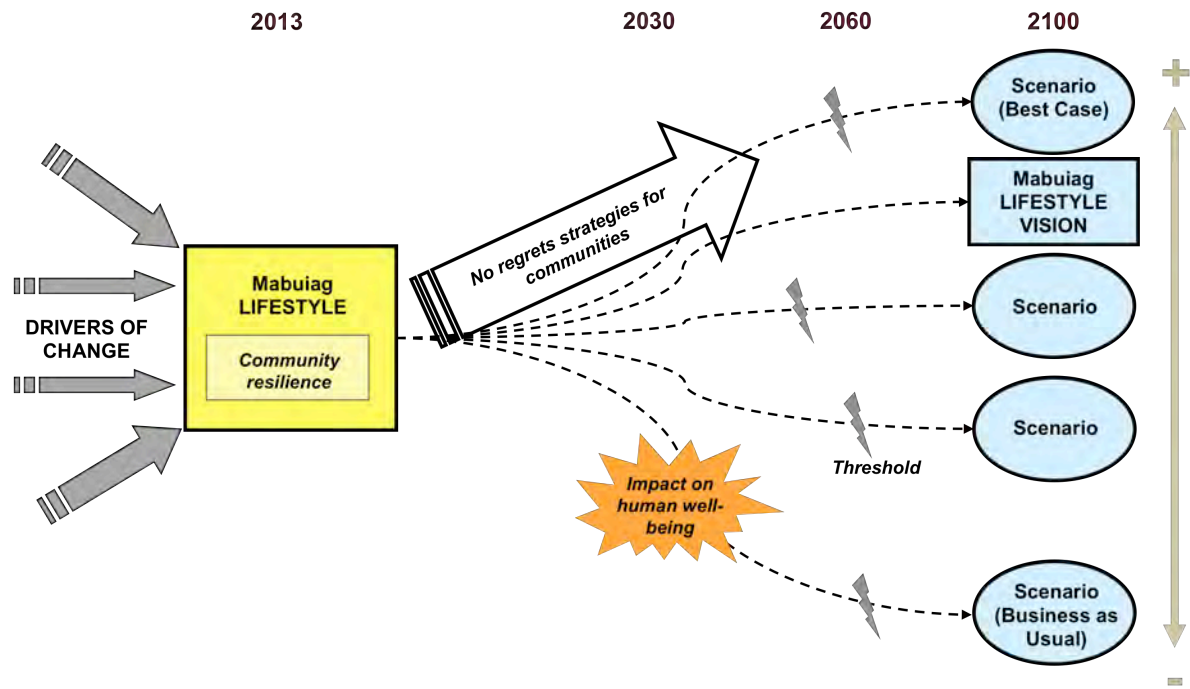 2013
2030
2060
2100
DRIVERS OF
CHANGE
Mabuiag
LIFESTYLE
Community
resilience
No regrets strategies for
communities
Impact on
human well-
being
Threshold
Scenario
(Best Case)
Mabuiag
LIFESTYLE
VISION
Scenario
Scenario
Scenario
(Business as
Usual)
+
-